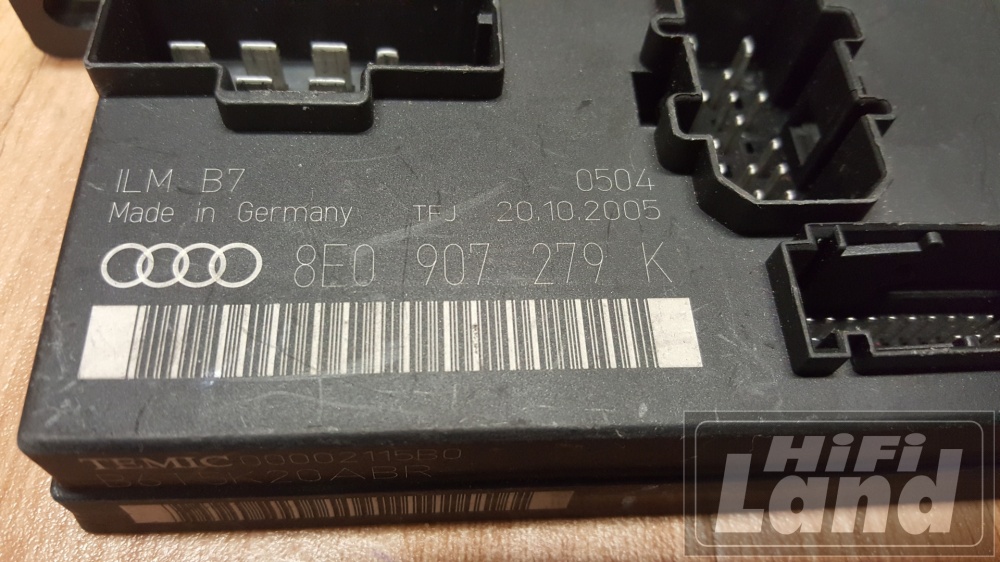 ILM B7 0504
Made in Germany TFJ 20.10.2005
8E0 907 279 K
TEMIC 00002115B0
HiFi
Land